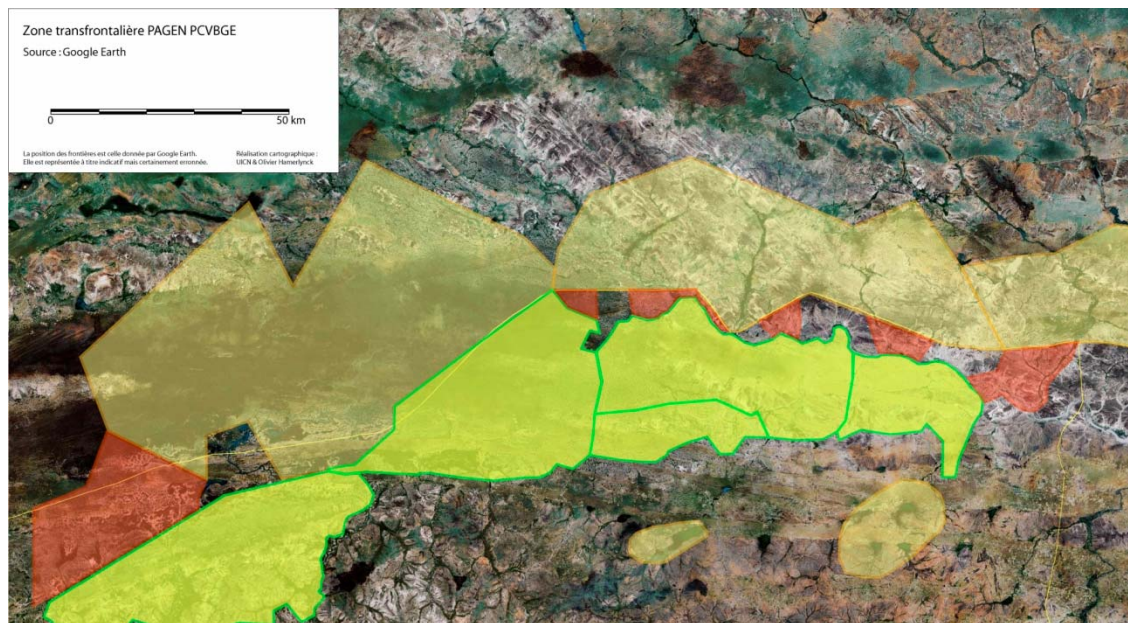 Zone transfrontalière PAGEN PCVBGE
Source : Google Earth
0 50 km
La position des frontières est celle donnée par Google Earth.
Elle est représentée à titre indicatif mais certainement erronnée.
Réalisation cartographique :
UICN & Olivier Hamerlynck